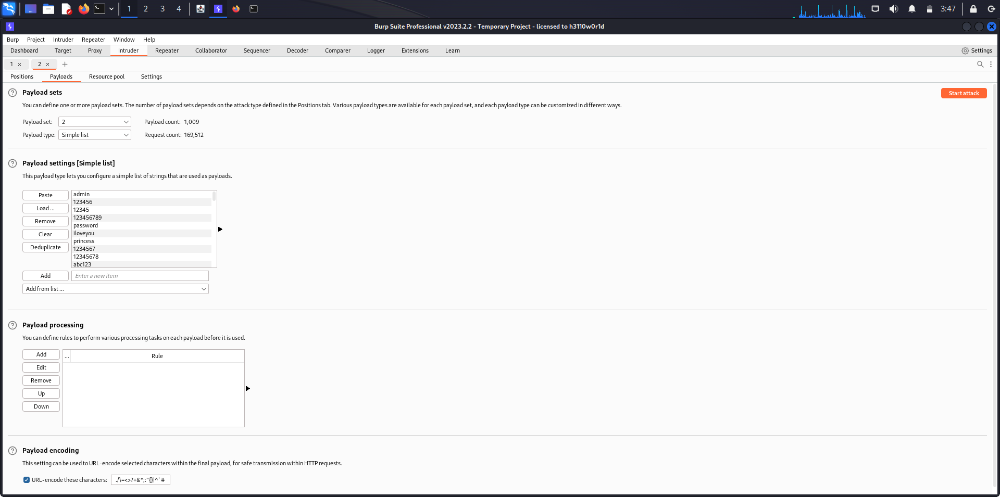 1 2 3 4 3:47
Burp Suite Professional v2023.2.2 - Temporary Project - licensed to h3110w0r1d
Burp Project Intruder Repeater Window Help
Dashboard Target Proxy Intruder Repeater Collaborator Sequencer Decoder Comparer Logger Extensions Learn Settings
1 × 2 × +
Positions Payloads Resource pool Settings
? Payload sets
Start attack
You can define one or more payload sets. The number of payload sets depends on the attack type defined in the Positions tab. Various payload types are available for each payload set, and each payload type can be customized in different ways.
Payload set: 2 Payload count: 1,009
Payload type: Simple list Request count: 169,512
? Payload settings [Simple list]
This payload type lets you configure a simple list of strings that are used as payloads.
Paste
Load ...
Remove
Clear
Deduplicate
admin
123456
12345
123456789
password
iloveyou
princess
1234567
12345678
abc123
Add Enter a new item
Add from list ...
? Payload processing
You can define rules to perform various processing tasks on each payload before it is used.
Add
Edit
Remove
Up
Down
... Rule
? Payload encoding
This setting can be used to URL-encode selected characters within the final payload, for safe transmission within HTTP requests.
URL-encode these characters: ./\=<>?+&*;:"{}|^`#